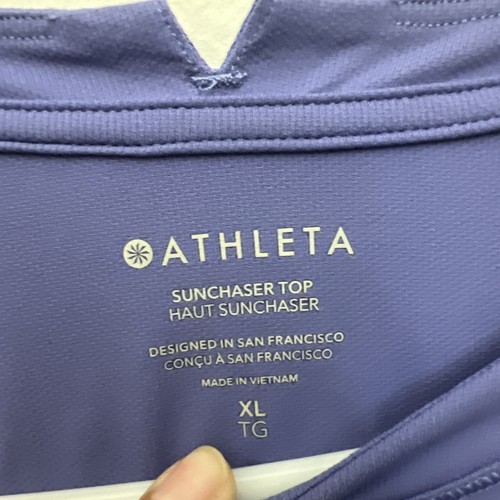 ATHLETA
SUNCHASER TOP
HAUT SUNCHASER
DESIGNED IN SAN FRANCISCO
CONÇU À SAN FRANCISCO
MADE IN VIETNAM
XL
TG